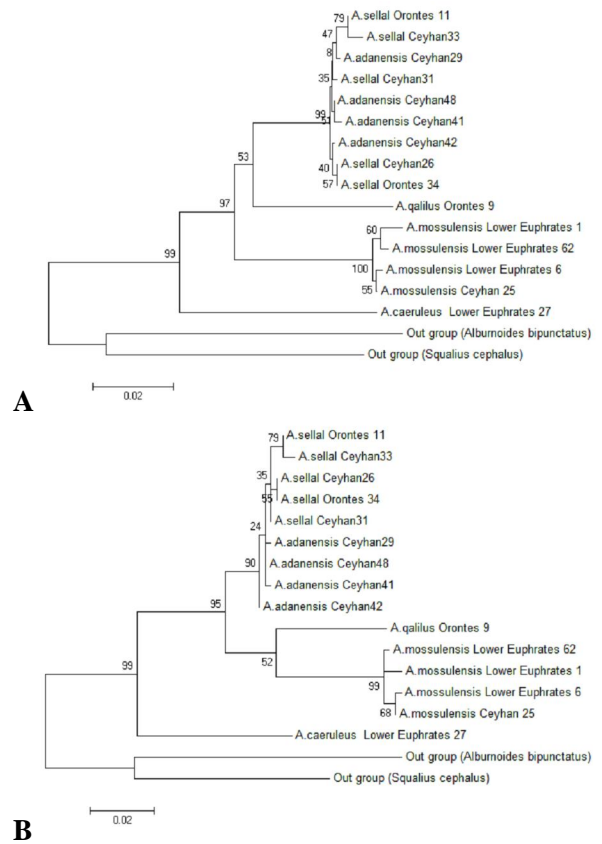 79 A.sellal Orontes 11
47 A.sellal Ceyhan33
8 A.adanensis Ceyhan29
35 A.sellal Ceyhan31
A.adanensis Ceyhan48
99
A.adanensis Ceyhan41
A.adanensis Ceyhan42
53
40 A.sellal Ceyhan26
57 A.sellal Orontes 34
97
A.qalilus Orontes 9
60 A.mossulensis Lower Euphrates 1
A.mossulensis Lower Euphrates 62
99
100 A.mossulensis Lower Euphrates 6
55 A.mossulensis Ceyhan 25
A.caeruleus Lower Euphrates 27
Out group (Alburnoides bipunctatus)
Out group (Squalius cephalus)
0.02
A
79 A.sellal Orontes 11
A.sellal Ceyhan33
35 A.sellal Ceyhan26
55 A.sellal Orontes 34
A.sellal Ceyhan31
24
A.adanensis Ceyhan29
90 A.adanensis Ceyhan48
A.adanensis Ceyhan41
95 A.adanensis Ceyhan42
A.qalilus Orontes 9
A.mossulensis Lower Euphrates 62
52
99
A.mossulensis Lower Euphrates 1
99
A.mossulensis Lower Euphrates 6
68 A.mossulensis Ceyhan 25
A.caeruleus Lower Euphrates 27
Out group (Alburnoides bipunctatus)
Out group (Squalius cephalus)
0.02
B